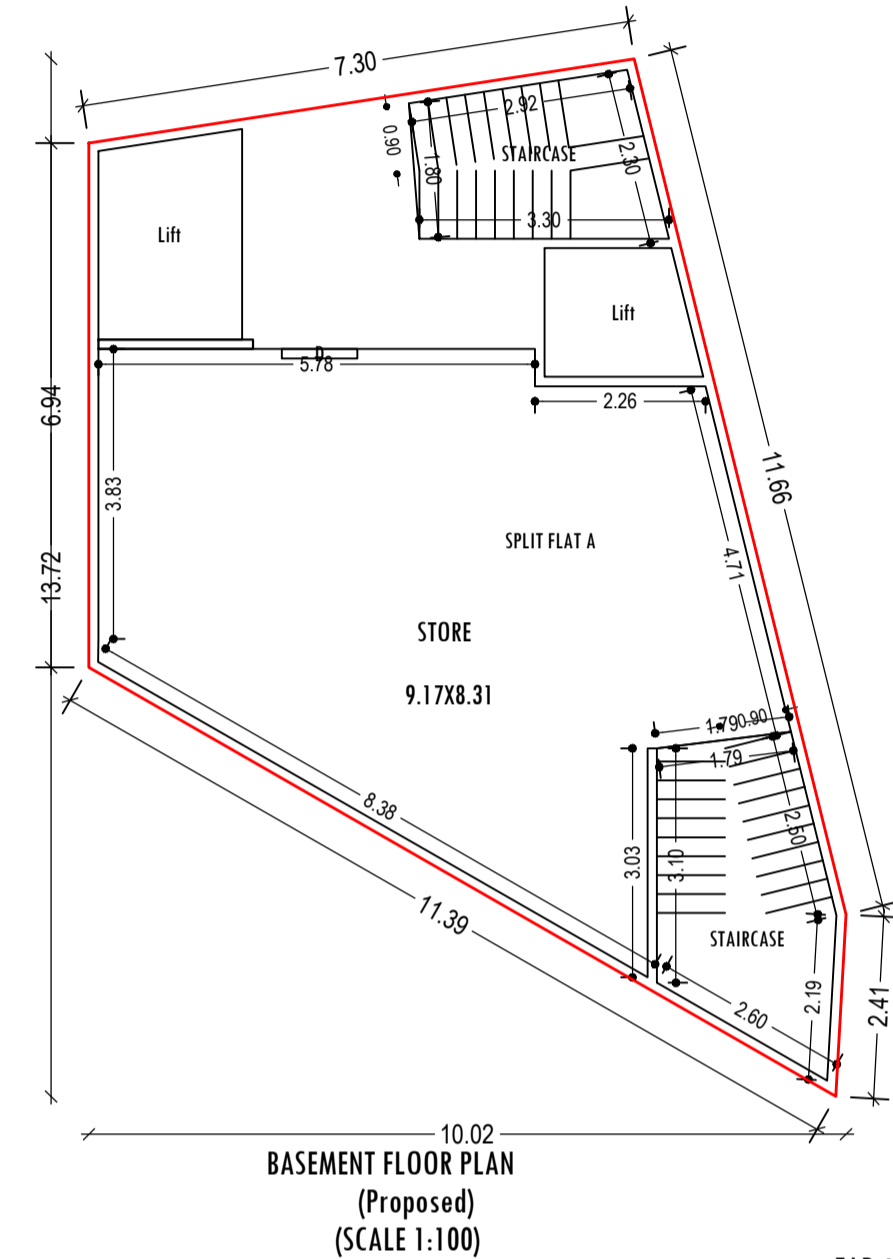 7.30
2.92
0.90
STAIRCASE
2.30
1.80
3.30
Lift
Lift
D
5.78
2.26
6.94
3.83
11.66
SPLIT FLAT A
4.71
13.72
STORE
9.17X8.31
1.79
0.90
1.79
8.38
2.50
3.03
3.10
11.39
STAIRCASE
2.19
2.41
2.60
10.02
BASEMENT FLOOR PLAN
(Proposed)
(SCALE 1:100)